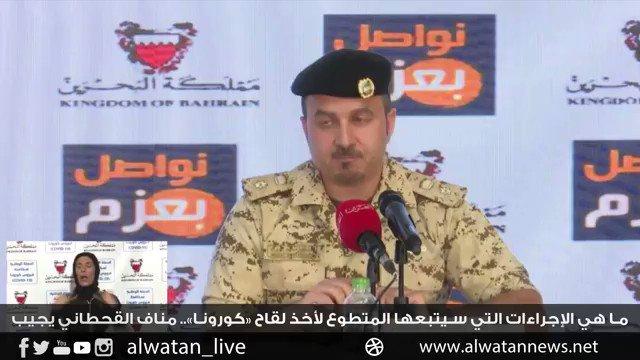 مملكة البحرين
KINGDOM OF BAHRAIN
نواصل
بعزم
نواصل
بعزم
نواصل
بعزم
مملكة البحرين
KINGDOM OF BAHRAIN
ما هي الإجراءات التي سيتبعها المتطوع لأخذ لقاح «كورونا».. مناف القحطاني يجيب
alwatan_live
www.alwatannews.net